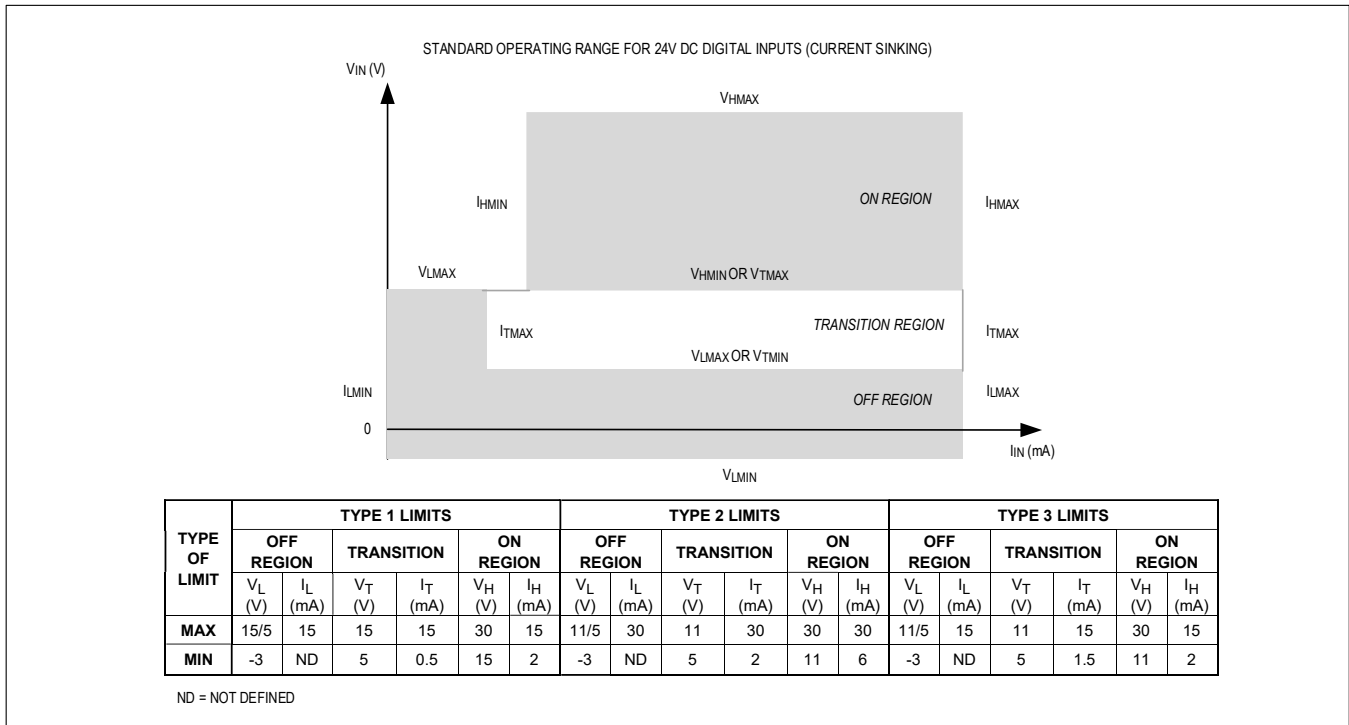 STANDARD OPERATING RANGE FOR 24V DC DIGITAL INPUTS (CURRENT SINKING)
VIN (V)
VHMAX
IHMIN
ON REGION
IHMAX
VLMAX
VHMIN OR VTMAX
ITMAX
TRANSITION REGION
ITMAX
VLMAX OR VTMIN
ILMIN
OFF REGION
ILMAX
0
IIN (mA)
VLMIN
TYPE OF LIMIT
TYPE 1 LIMITS TYPE 2 LIMITS TYPE 3 LIMITS
OFF REGION TRANSITION ON REGION OFF REGION TRANSITION ON REGION OFF REGION TRANSITION ON REGION
VL (V) IL (mA) VT (V) IT (mA) VH (V) IH (mA) VL (V) IL (mA) VT (V) IT (mA) VH (V) IH (mA) VL (V) IL (mA) VT (V) IT (mA) VH (V) IH (mA)
MAX 15/5 15 15 15 30 15 11/5 30 11 30 30 30 11/5 15 11 15 30 15
MIN -3 ND 5 0.5 15 2 -3 ND 5 2 11 6 -3 ND 5 1.5 11 2
ND = NOT DEFINED